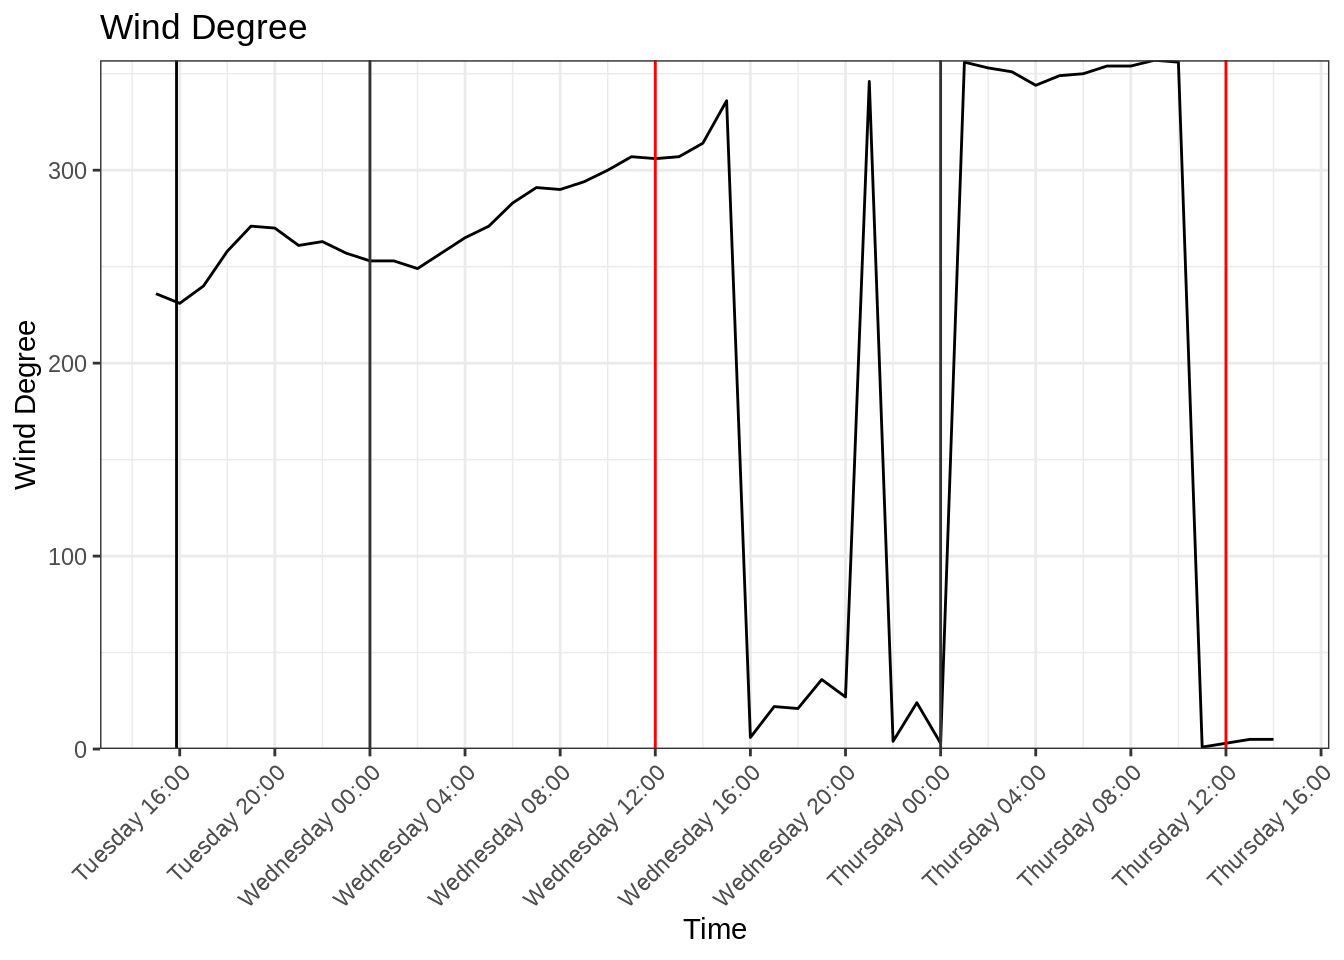 Wind Degree
Wind Degree
300
200
100
0
Tuesday 16:00
Tuesday 20:00
Wednesday 00:00
Wednesday 04:00
Wednesday 08:00
Wednesday 12:00
Wednesday 16:00
Wednesday 20:00
Thursday 00:00
Thursday 04:00
Thursday 08:00
Thursday 12:00
Thursday 16:00
Time